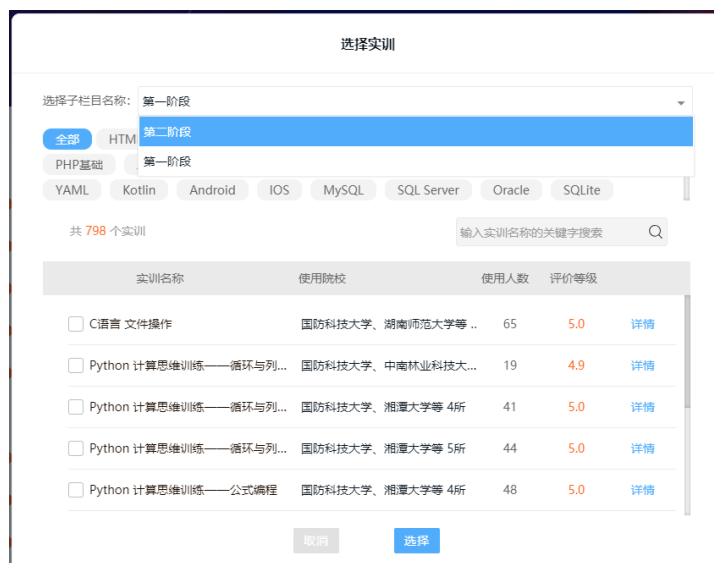 选择实训
选择子栏目名称： 第一阶段
第二阶段
第一阶段
全部 HTM
PHP基础
YAML Kotlin Android IOS MySQL SQL Server Oracle SQLite
共 798 个实训 输入实训名称的关键字搜索
实训名称 使用院校 使用人数 评价等级
C语言 文件操作 国防科技大学、湖南师范大学等 .. 65 5.0 详情
Python 计算思维训练——循环与列... 国防科技大学、中南林业科技大... 19 4.9 详情
Python 计算思维训练——循环与列... 国防科技大学、湘潭大学等 4所 41 5.0 详情
Python 计算思维训练——循环与列... 国防科技大学、湘潭大学等 5所 44 5.0 详情
Python 计算思维训练——公式编程 国防科技大学、湘潭大学等 4所 48 5.0 详情
取消 选择